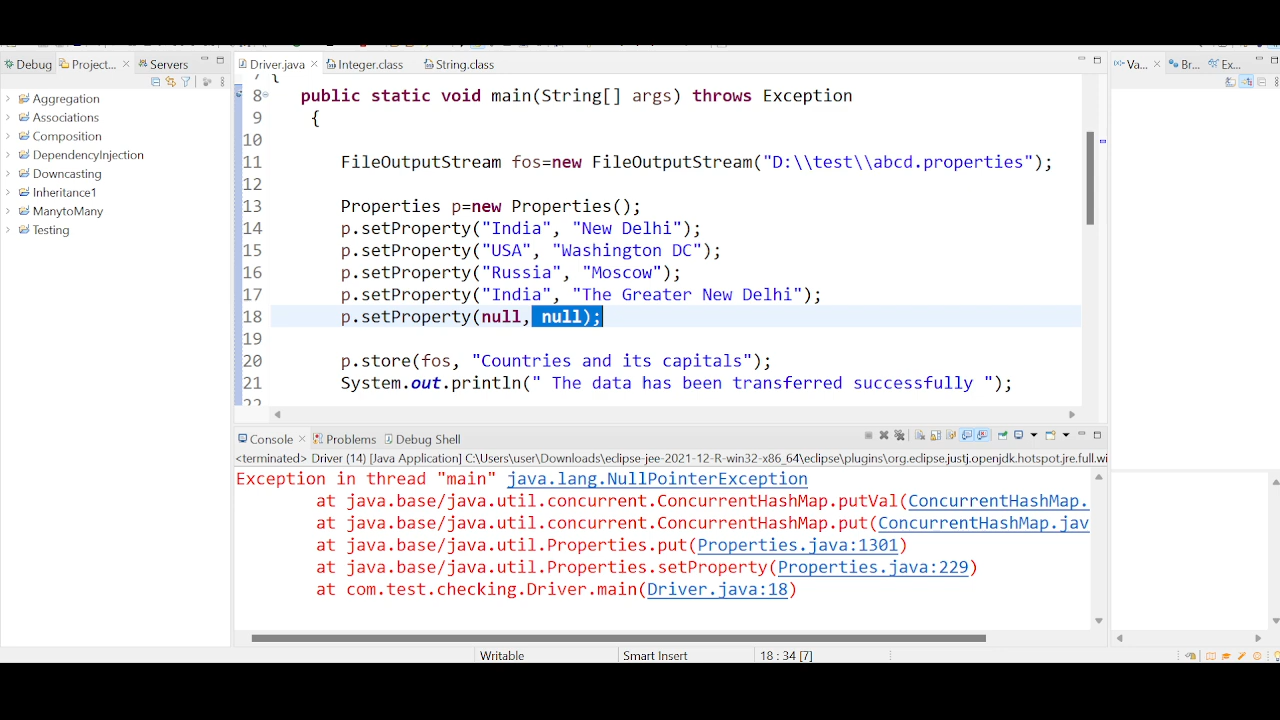 Debug Project... Servers
Driver.java Integer.class String.class
Va... Br... Ex...
Aggregation
Associations
Composition
DependencyInjection
Downcasting
Inheritance1
ManytoMany
Testing
7 {
8 public static void main(String[] args) throws Exception
9 {
10
11 FileOutputStream fos=new FileOutputStream("D:\\test\\abcd.properties");
12
13 Properties p=new Properties();
14 p.setProperty("India", "New Delhi");
15 p.setProperty("USA", "Washington DC");
16 p.setProperty("Russia", "Moscow");
17 p.setProperty("India", "The Greater New Delhi");
18 p.setProperty(null, null);
19
20 p.store(fos, "Countries and its capitals");
21 System.out.println(" The data has been transferred successfully ");
22
Console Problems Debug Shell
<terminated> Driver (14) [Java Application] C:\Users\user\Downloads\eclipse-jee-2021-12-R-win32-x86_64\eclipse\plugins\org.eclipse.justj.openjdk.hotspot.jre.full.wi
Exception in thread "main" java.lang.NullPointerException
at java.base/java.util.concurrent.ConcurrentHashMap.putVal(ConcurrentHashMap.
at java.base/java.util.concurrent.ConcurrentHashMap.put(ConcurrentHashMap.jav
at java.base/java.util.Properties.put(Properties.java:1301)
at java.base/java.util.Properties.setProperty(Properties.java:229)
at com.test.checking.Driver.main(Driver.java:18)
Writable Smart Insert 18 : 34 [7]